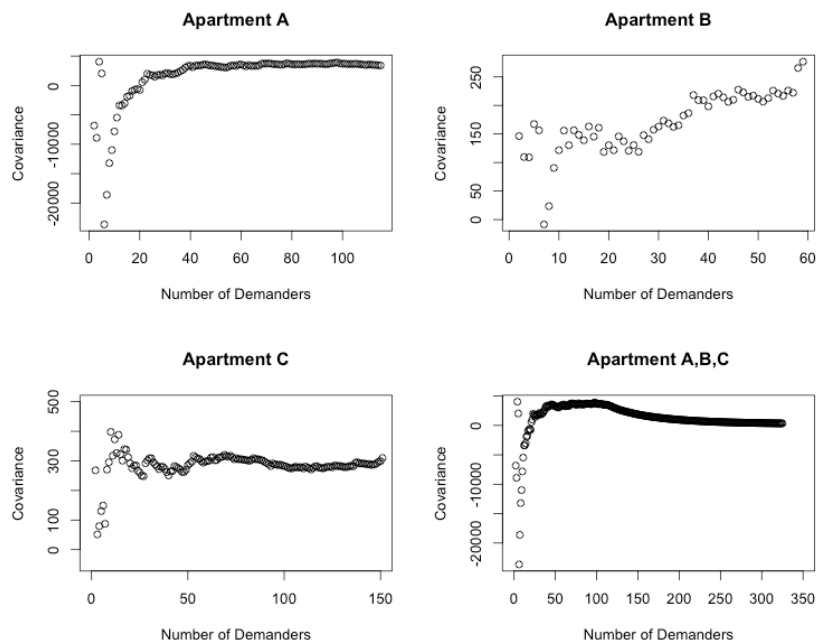 Apartment A
Covariance
0
-10000
-20000
0 20 40 60 80 100
Number of Demanders
Apartment B
Covariance
250
150
50
0
0 10 20 30 40 50 60
Number of Demanders
Apartment C
Covariance
500
300
100
0
0 50 100 150
Number of Demanders
Apartment A,B,C
Covariance
0
-10000
-20000
0 50 100 150 200 250 300 350
Number of Demanders